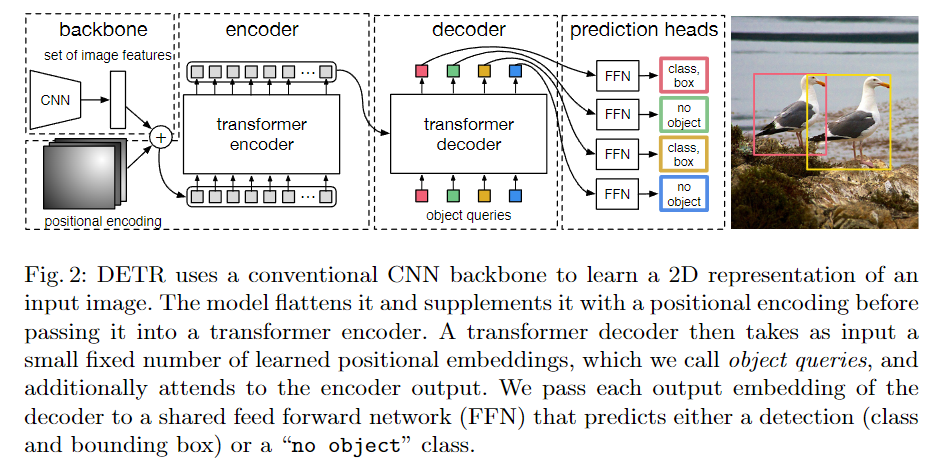 backbone
set of image features
CNN
+
positional encoding
encoder
...
transformer
encoder
...
decoder
transformer
decoder
object queries
prediction heads
FFN
class,
box
FFN
no
object
FFN
class,
box
FFN
no
object
Fig. 2: DETR uses a conventional CNN backbone to learn a 2D representation of an
input image. The model flattens it and supplements it with a positional encoding before
passing it into a transformer encoder. A transformer decoder then takes as input a
small fixed number of learned positional embeddings, which we call object queries, and
additionally attends to the encoder output. We pass each output embedding of the
decoder to a shared feed forward network (FFN) that predicts either a detection (class
and bounding box) or a “no object” class.